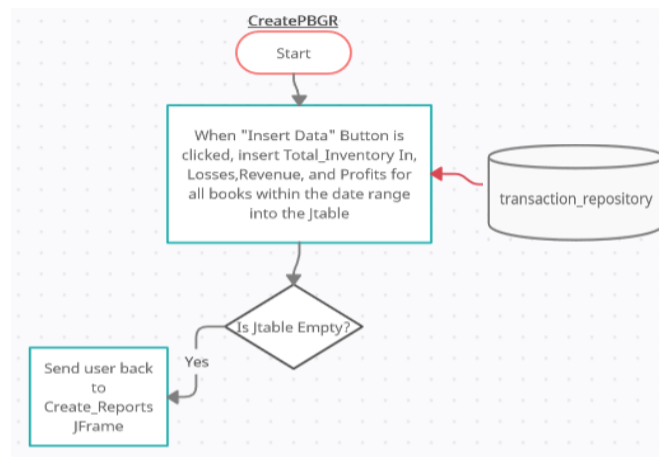 CreatePBGR
Start
When "Insert Data" Button is
clicked, insert Total_Inventory In,
Losses,Revenue, and Profits for
all books within the date range
into the Jtable
transaction_repository
Is Jtable Empty?
Yes
Send user back
to
Create_Reports
JFrame